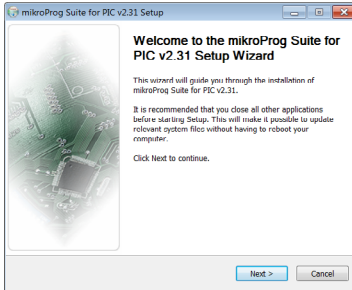 mikroProg Suite for PIC v2.31 Setup
Welcome to the mikroProg Suite for
PIC v2.31 Setup Wizard
This wizard will guide you through the installation of
mikroProg Suite for PIC v2.31.
It is recommended that you close all other applications
before starting Setup. This will make it possible to update
relevant system files without having to reboot your
computer.
Click Next to continue.
Next >
Cancel